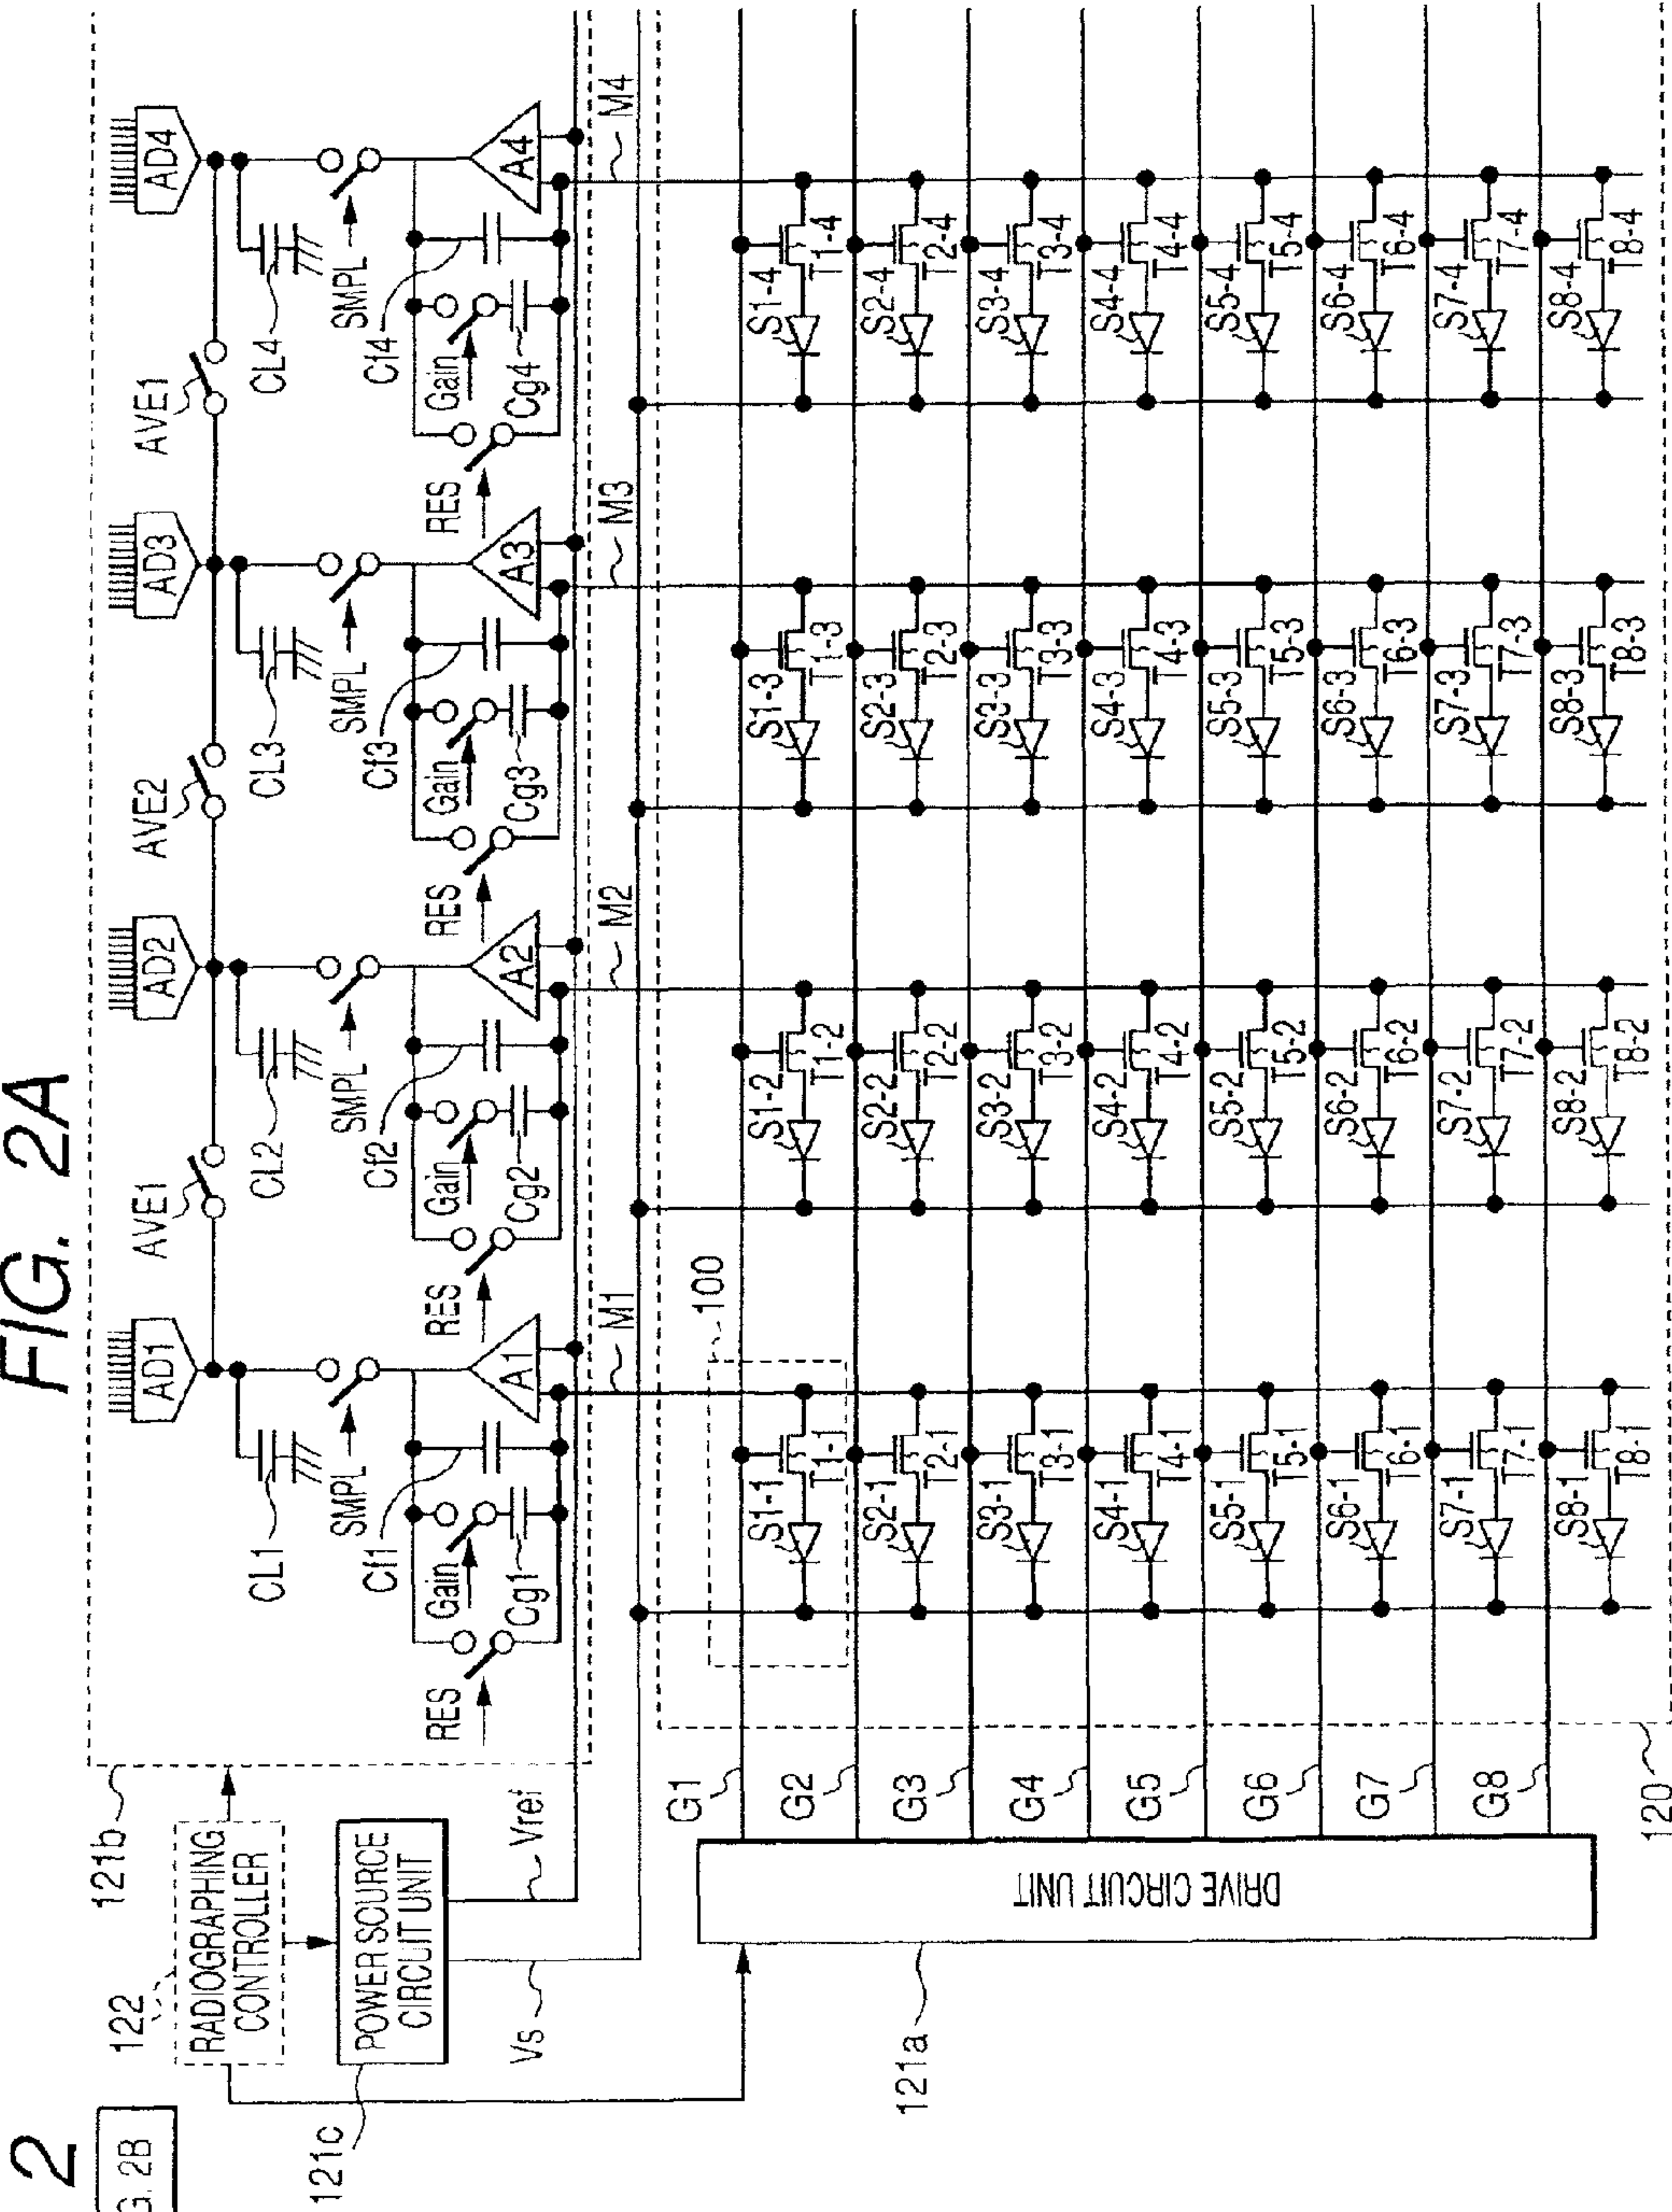 FIG. 2A
2
G. 2B
AD1
AD2
AD3
AD4
AVE1
AVE2
AVE1
CL1
CL2
CL3
CL4
SMPL
SMPL
SMPL
SMPL
Cf1
Cf2
Cf3
Cf4
Gain
Gain
Gain
Gain
Cg1
Cg2
Cg3
Cg4
RES
RES
RES
RES
A1
A2
A3
A4
M1
M2
M3
M4
121b
122
RADIOGRAPHING
CONTROLLER
121c
POWER SOURCE
CIRCUIT UNIT
Vref
Vs
100
121a
DRIVE CIRCUIT UNIT
120
G1
S1-1
T1-1
S1-2
T1-2
S1-3
T1-3
S1-4
T1-4
G2
S2-1
T2-1
S2-2
T2-2
S2-3
T2-3
S2-4
T2-4
G3
S3-1
T3-1
S3-2
T3-2
S3-3
T3-3
S3-4
T3-4
G4
S4-1
T4-1
S4-2
T4-2
S4-3
T4-3
S4-4
T4-4
G5
S5-1
T5-1
S5-2
T5-2
S5-3
T5-3
S5-4
T5-4
G6
S6-1
T6-1
S6-2
T6-2
S6-3
T6-3
S6-4
T6-4
G7
S7-1
T7-1
S7-2
T7-2
S7-3
T7-3
S7-4
T7-4
G8
S8-1
T8-1
S8-2
T8-2
S8-3
T8-3
S8-4
T8-4